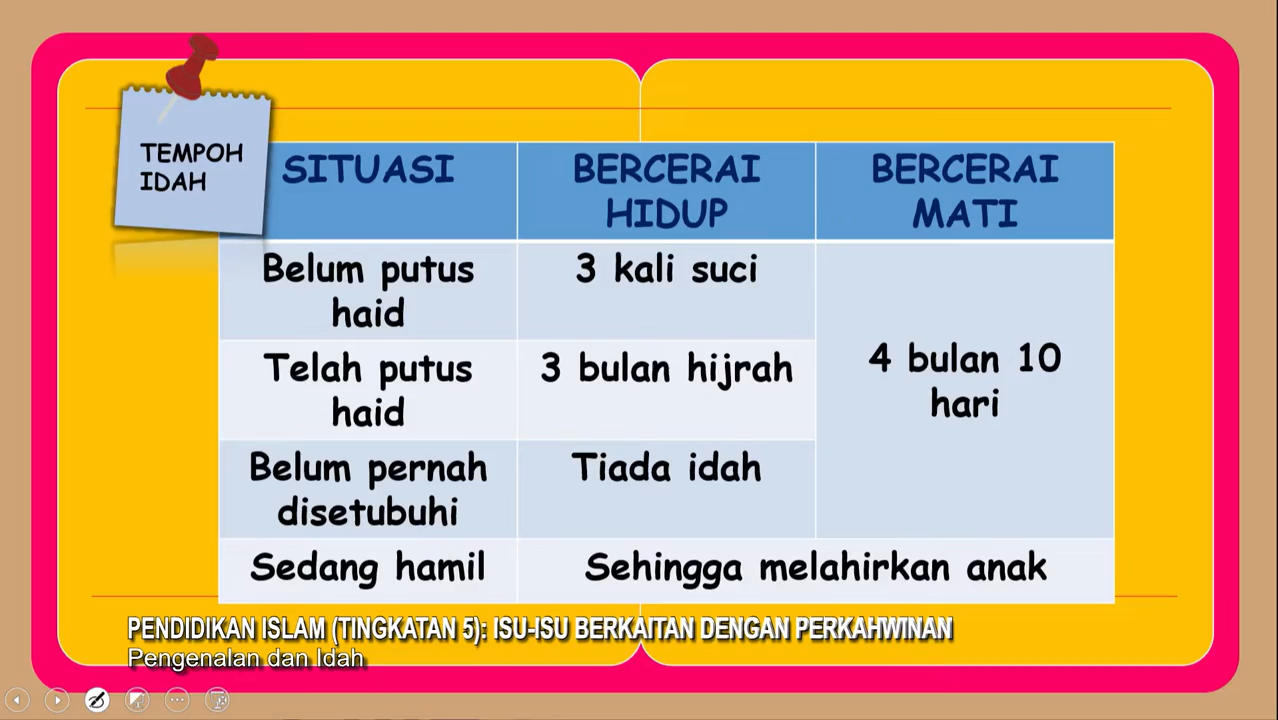 TEMPOH
IDAH
SITUASI
BERCERAI
HIDUP
BERCERAI
MATI
Belum putus
haid
3 kali suci
4 bulan 10
hari
Telah putus
haid
3 bulan hijrah
Belum pernah
disetubuhi
Tiada idah
Sedang hamil
Sehingga melahirkan anak
PENDIDIKAN ISLAM (TINGKATAN 5): ISU-ISU BERKAITAN DENGAN PERKAHWINAN
Pengenalan dan Idah